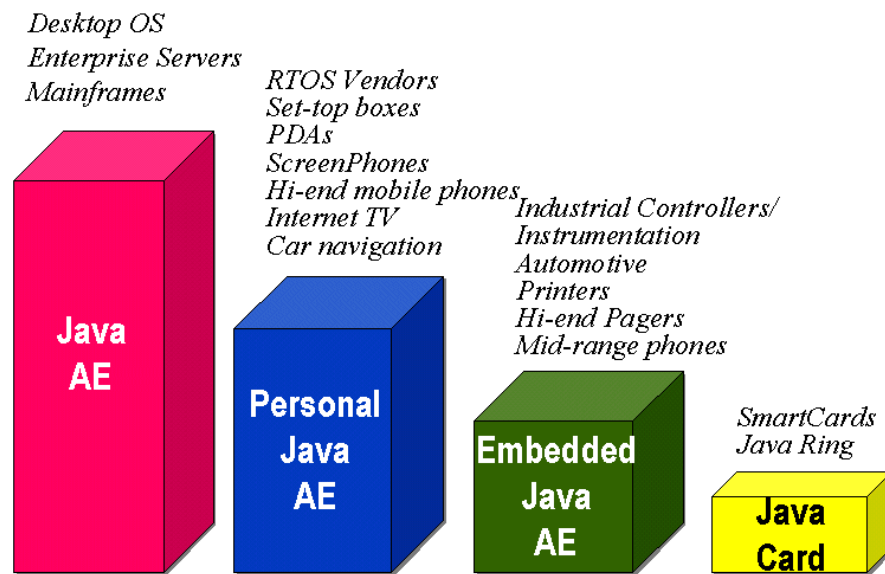 Desktop OS
Enterprise Servers
Mainframes
RTOS Vendors
Set-top boxes
PDAs
ScreenPhones
Hi-end mobile phones
Internet TV
Car navigation
Industrial Controllers/
Instrumentation
Automotive
Printers
Hi-end Pagers
Mid-range phones
SmartCards
Java Ring
Java
AE
Personal
Java
AE
Embedded
Java
AE
Java
Card